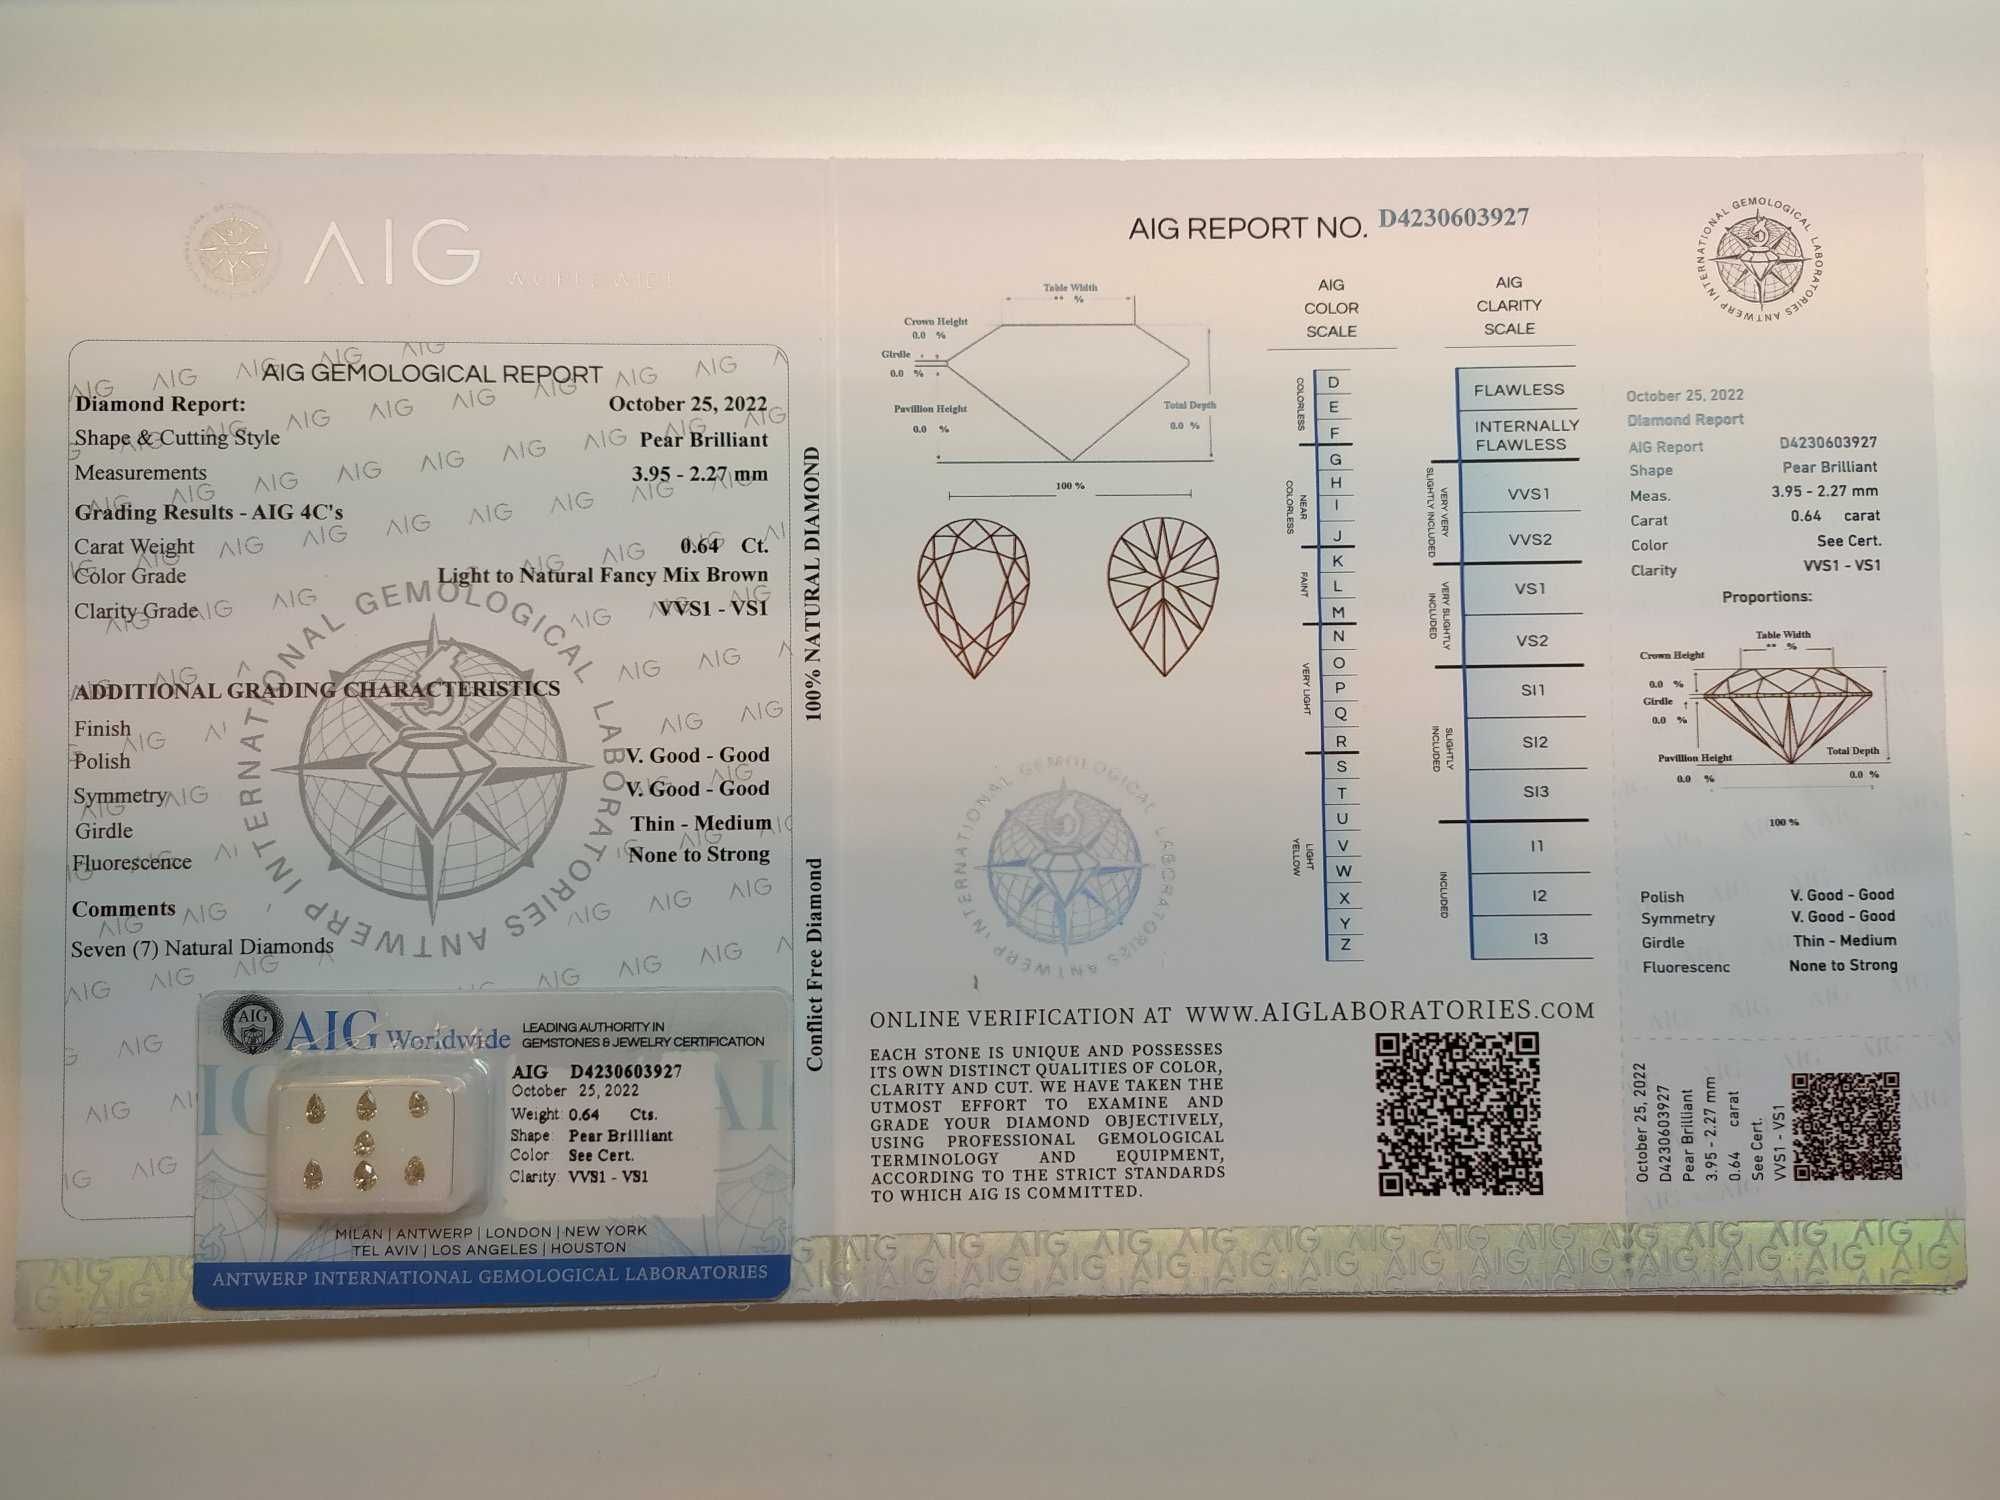 AIG
WORLDWIDE
AIG GEMOLOGICAL REPORT
Diamond Report: October 25, 2022
Shape & Cutting Style Pear Brilliant
Measurements 3.95 - 2.27 mm
Grading Results - AIG 4C's
Carat Weight 0.64 Ct.
Color Grade Light to Natural Fancy Mix Brown
Clarity Grade VVS1 - VS1
ADDITIONAL GRADING CHARACTERISTICS
Finish
Polish V. Good - Good
Symmetry V. Good - Good
Girdle Thin - Medium
Fluorescence None to Strong
Comments
Seven (7) Natural Diamonds
ANTWERP INTERNATIONAL GEMOLOGICAL LABORATORIES
AIG
AIG Worldwide
LEADING AUTHORITY IN
GEMSTONES & JEWELRY CERTIFICATION
AIG D4230603927
October 25, 2022
Weight: 0.64 Cts.
Shape: Pear Brilliant
Color: See Cert.
Clarity: VVS1 - VS1
MILAN | ANTWERP | LONDON | NEW YORK
TEL AVIV | LOS ANGELES | HOUSTON
ANTWERP INTERNATIONAL GEMOLOGICAL LABORATORIES
100% NATURAL DIAMOND
Conflict Free Diamond
AIG REPORT NO. D4230603927
Table Width
** %
Crown Height
0.0 %
Girdle
0.0 %
Pavillion Height
0.0 %
Total Depth
0.0 %
100 %
ANTWERP INTERNATIONAL GEMOLOGICAL LABORATORIES
AIG
COLOR
SCALE
COLORLESS
D
E
F
NEAR
COLORLESS
G
H
I
J
FAINT
K
L
M
VERY LIGHT
N
O
P
Q
R
LIGHT
YELLOW
S
T
U
V
W
X
Y
Z
AIG
CLARITY
SCALE
FLAWLESS
INTERNALLY
FLAWLESS
VERY VERY
SLIGHTLY INCLUDED
VVS1
VVS2
VERY SLIGHTLY
INCLUDED
VS1
VS2
SLIGHTLY
INCLUDED
SI1
SI2
SI3
INCLUDED
I1
I2
I3
ONLINE VERIFICATION AT WWW.AIGLABORATORIES.COM
EACH STONE IS UNIQUE AND POSSESSES
ITS OWN DISTINCT QUALITIES OF COLOR,
CLARITY AND CUT. WE HAVE TAKEN THE
UTMOST EFFORT TO EXAMINE AND
GRADE YOUR DIAMOND OBJECTIVELY,
USING PROFESSIONAL GEMOLOGICAL
TERMINOLOGY AND EQUIPMENT,
ACCORDING TO THE STRICT STANDARDS
TO WHICH AIG IS COMMITTED.
ANTWERP INTERNATIONAL GEMOLOGICAL LABORATORIES
October 25, 2022
Diamond Report
AIG Report D4230603927
Shape Pear Brilliant
Meas. 3.95 - 2.27 mm
Carat 0.64 carat
Color See Cert.
Clarity VVS1 - VS1
Proportions:
Table Width
** %
Crown Height
0.0 %
Girdle
0.0 %
Pavillion Height
0.0 %
Total Depth
0.0 %
100 %
Polish V. Good - Good
Symmetry V. Good - Good
Girdle Thin - Medium
Fluorescenc None to Strong
October 25, 2022
D4230603927
Pear Brilliant
3.95 - 2.27 mm
0.64 carat
See Cert.
VVS1 - VS1